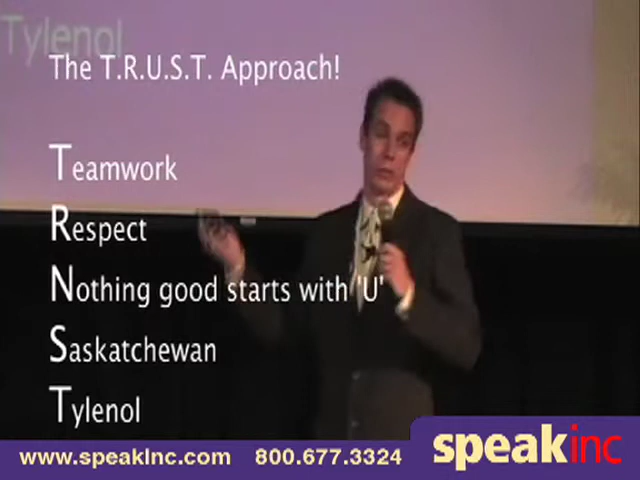 Tylenol
The T.R.U.S.T. Approach!
Teamwork
Respect
Nothing good starts with 'U'
Saskatchewan
Tylenol
www.speakInc.com 800.677.3324
speakinc